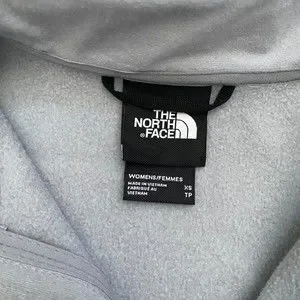 THE
NORTH
®FACE
WOMENS/FEMMES
MADE IN VIETNAM XS
FABRIQUÉ AU TP
VIETNAM